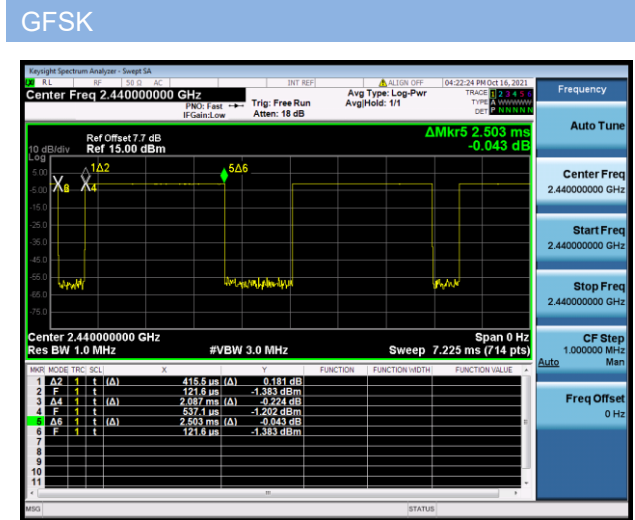 GFSK
Keysight Spectrum Analyzer - Swept SA
RL RF 50 Ω AC INT REF ALIGN OFF 04:22:24 PM Oct 16, 2021
Center Freq 2.440000000 GHz
PNO: Fast Trig: Free Run Avg Type: Log-Pwr TRACE 1 2 3 4 5 6
IFGain:Low Atten: 18 dB Avg|Hold: 1/1 TYPE A WWWWW
DET P N N N N N
Frequency
Auto Tune
Center Freq
2.440000000 GHz
Start Freq
2.440000000 GHz
Stop Freq
2.440000000 GHz
CF Step
1.000000 MHz
Auto Man
Freq Offset
0 Hz
Ref Offset 7.7 dB ΔMkr5 2.503 ms
10 dB/div Ref 15.00 dBm -0.043 dB
Log
5.00
-5.00
-15.0
-25.0
-35.0
-45.0
-55.0
-65.0
-75.0
1Δ2 5Δ6
X4
Center 2.440000000 GHz Span 0 Hz
Res BW 1.0 MHz #VBW 3.0 MHz Sweep 7.225 ms (714 pts)
MKR MODE TRC SCL X Y FUNCTION FUNCTION WIDTH FUNCTION VALUE
1 Δ2 1 t (Δ) 415.5 µs (Δ) 0.181 dB
2 F 1 t 121.6 µs -1.383 dBm
3 Δ4 1 t (Δ) 2.087 ms (Δ) -0.224 dB
4 F 1 t 537.1 µs -1.202 dBm
5 Δ6 1 t (Δ) 2.503 ms (Δ) -0.043 dB
6 F 1 t 121.6 µs -1.383 dBm
7
8
9
10
11
MSG STATUS